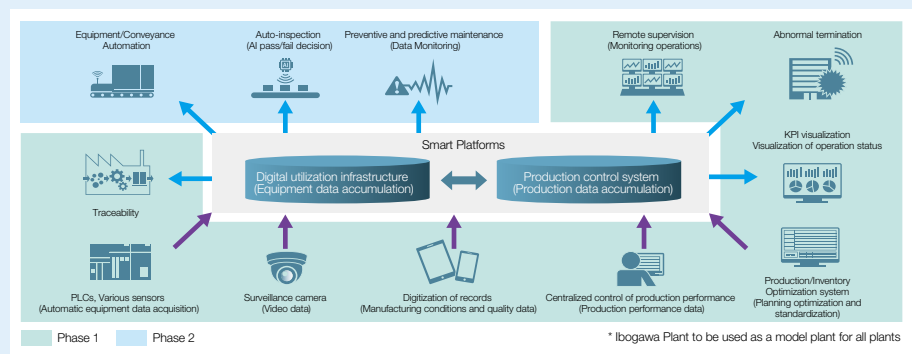 Equipment/Conveyance
Automation
Auto-inspection
(AI pass/fail decision)
AI
Preventive and predictive maintenance
(Data Monitoring)
Remote supervision
(Monitoring operations)
Abnormal termination
Smart Platforms
Digital utilization infrastructure
(Equipment data accumulation)
Production control system
(Production data accumulation)
KPI visualization
Visualization of operation status
Traceability
PLCs, Various sensors
(Automatic equipment data acquisition)
Surveillance camera
(Video data)
Digitization of records
(Manufacturing conditions and quality data)
Centralized control of production performance
(Production performance data)
Production/Inventory
Optimization system
(Planning optimization and
standardization)
Phase 1
Phase 2
* Ibogawa Plant to be used as a model plant for all plants